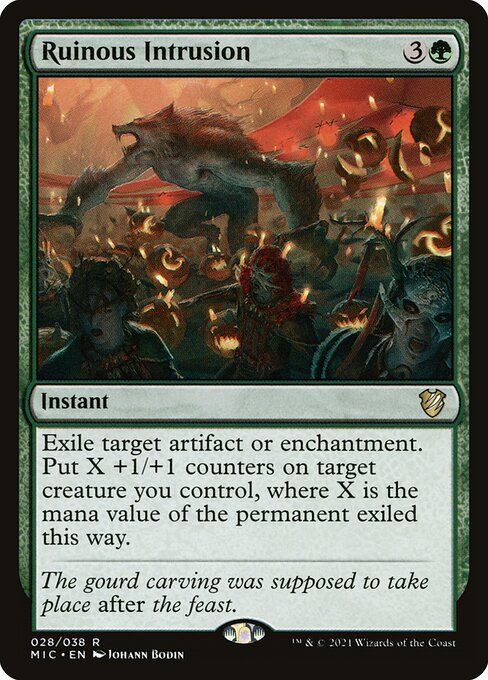 Ruinous Intrusion 3
Instant
Exile target artifact or enchantment.
Put X +1/+1 counters on target
creature you control, where X is the
mana value of the permanent exiled
this way.
The gourd carving was supposed to take
place after the feast.
028/038 R
MIC • EN Johann Bodin
™ & © 2021 Wizards of the Coast